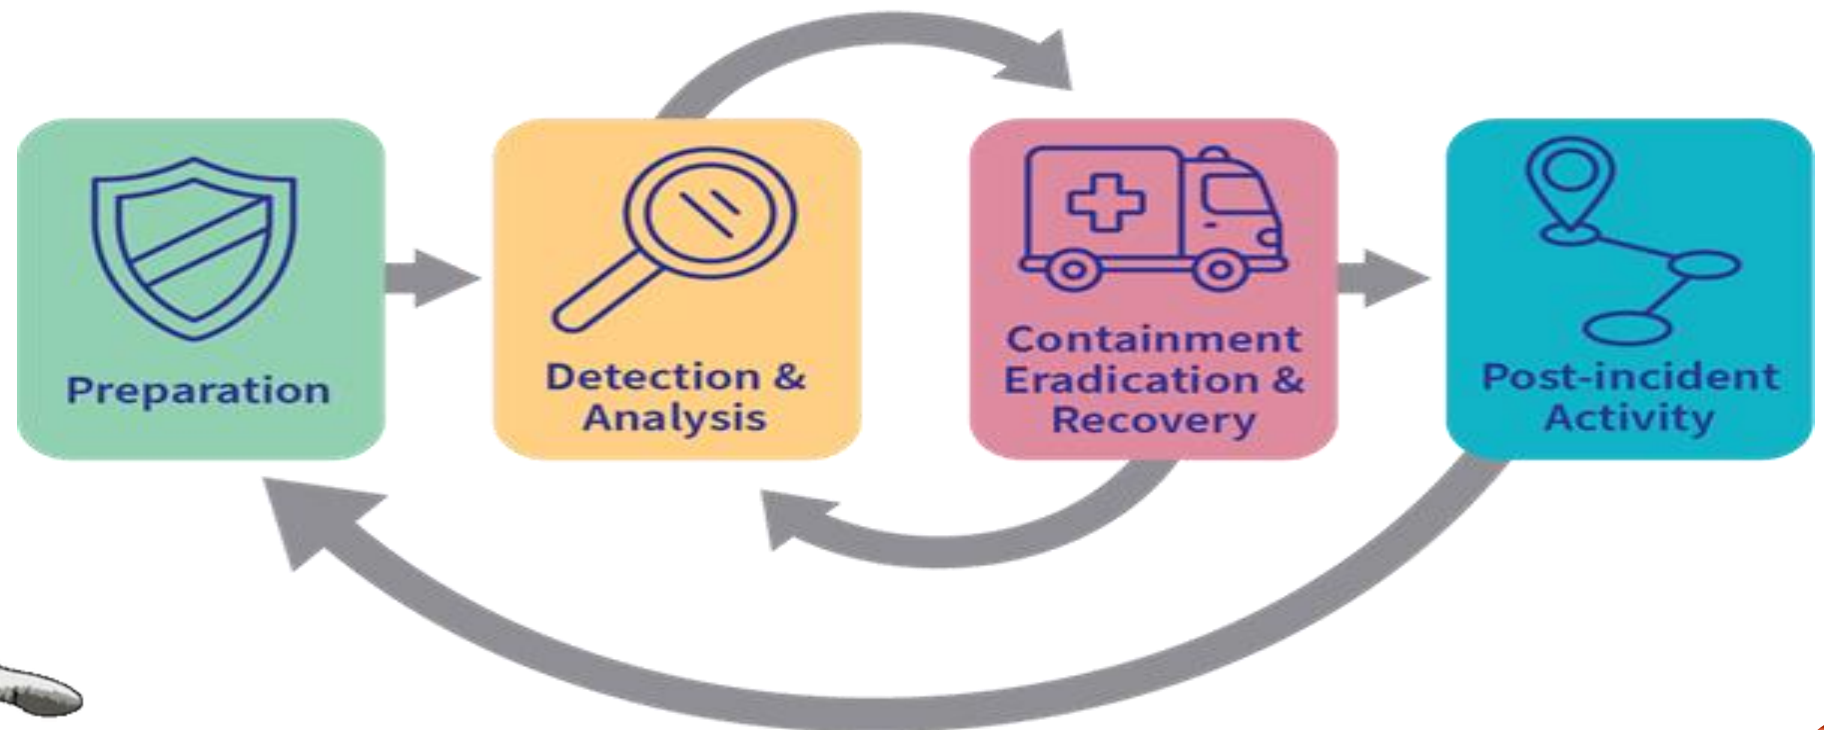 Preparation
Detection &
Analysis
Containment
Eradication &
Recovery
Post-incident
Activity